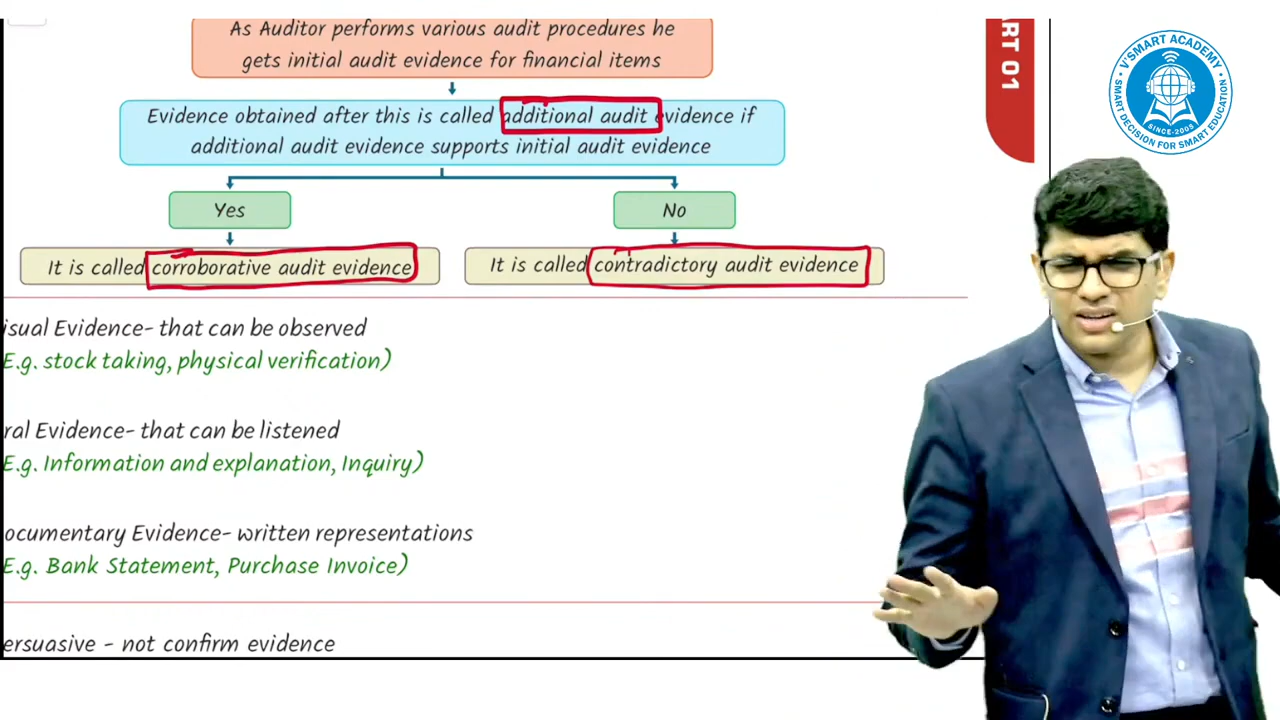 As Auditor performs various audit procedures he
gets initial audit evidence for financial items
Evidence obtained after this is called additional audit evidence if
additional audit evidence supports initial audit evidence
Yes
No
It is called corroborative audit evidence
It is called contradictory audit evidence
isual Evidence- that can be observed
E.g. stock taking, physical verification)
ral Evidence- that can be listened
E.g. Information and explanation, Inquiry)
ocumentary Evidence- written representations
E.g. Bank Statement, Purchase Invoice)
ersuasive - not confirm evidence
ART 01
V'SMART ACADEMY
SINCE-2009
SMART DECISION FOR SMART EDUCATION